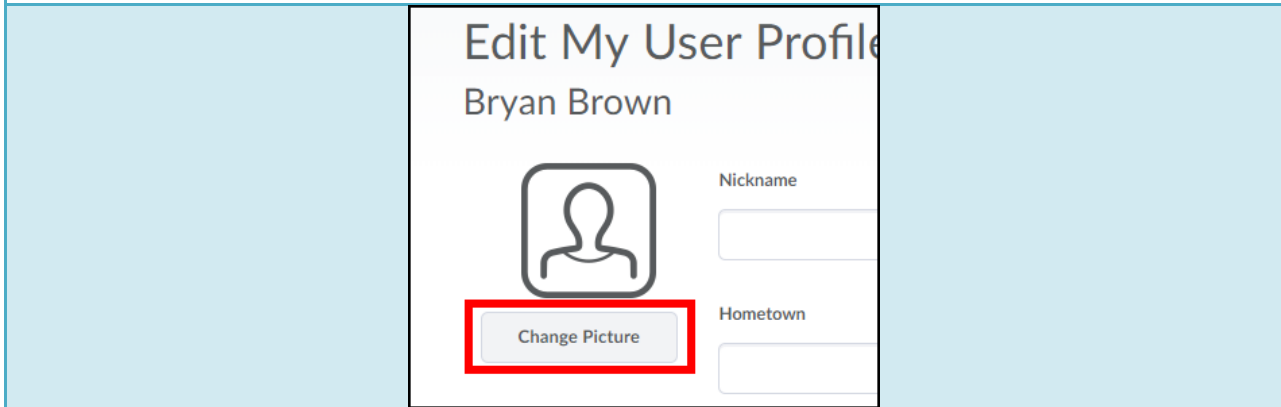 Edit My User Profile
Bryan Brown
Nickname
Hometown
Change Picture